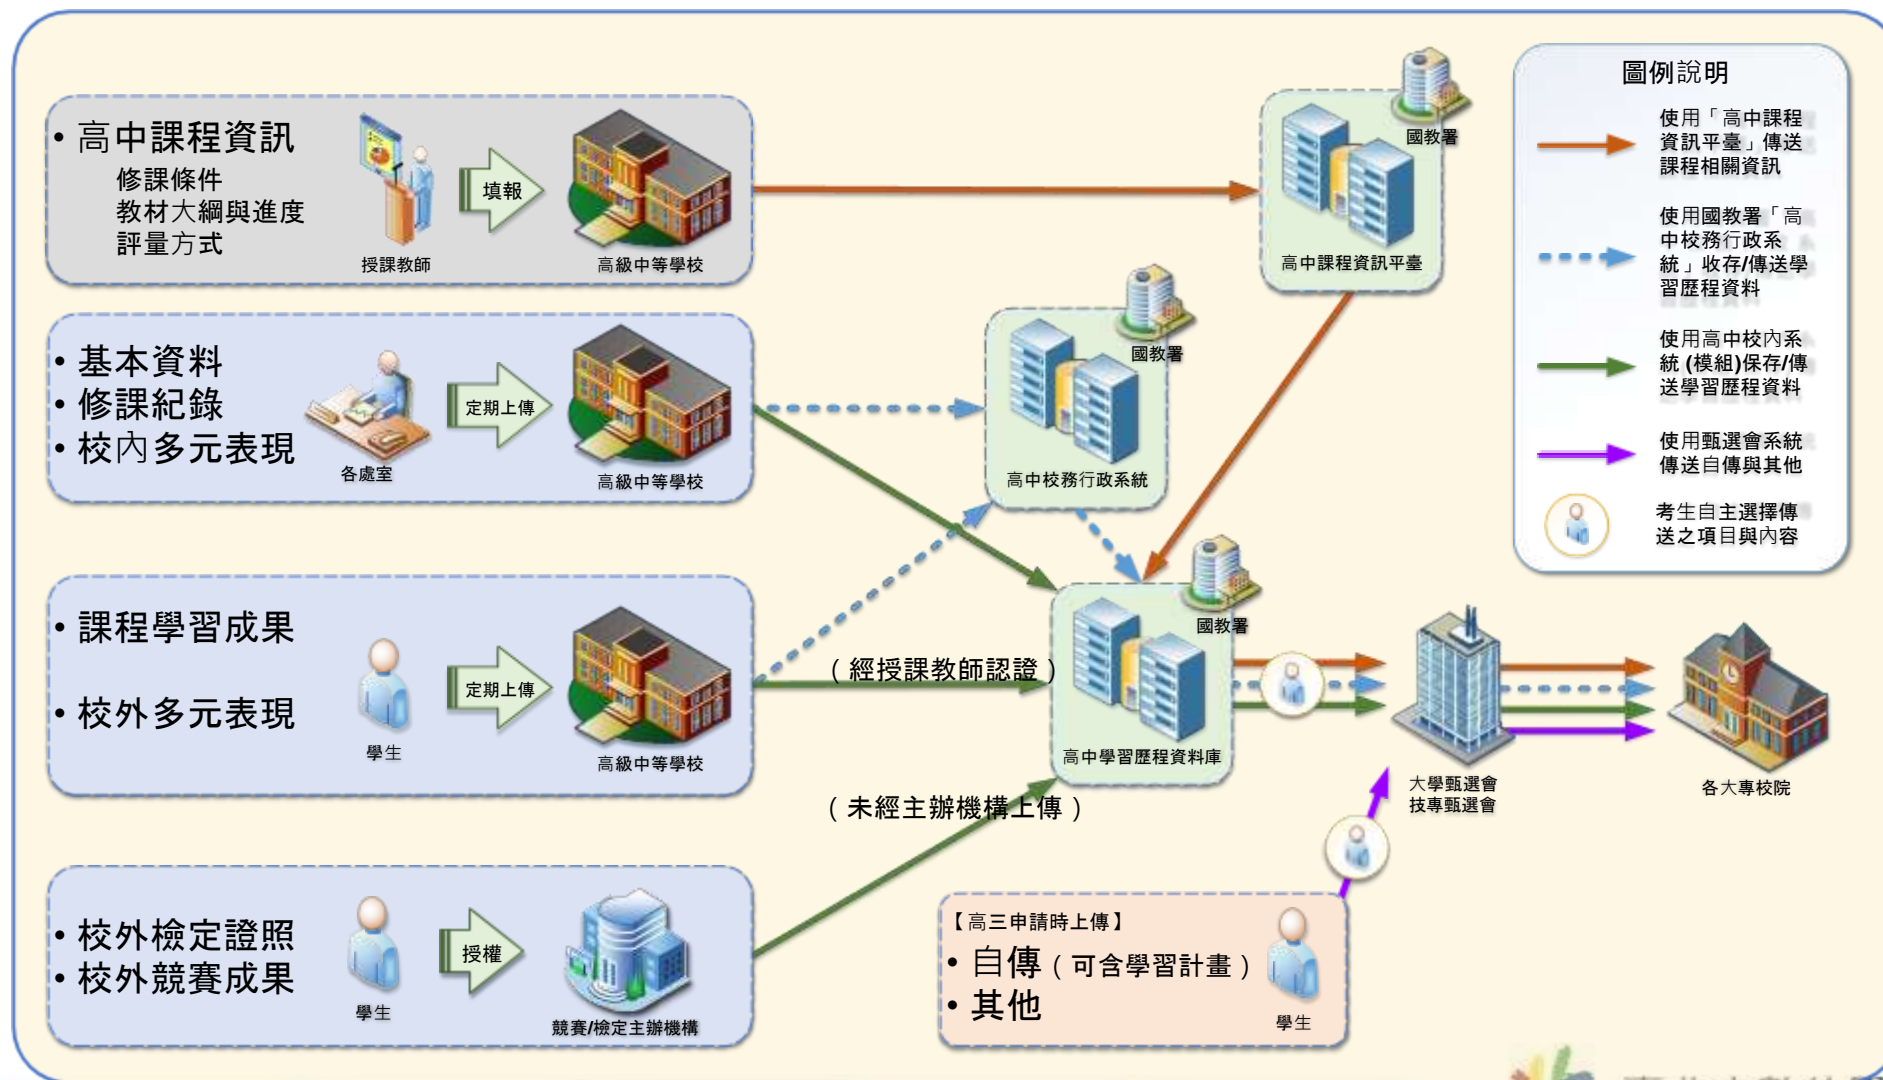 • 高中課程資訊
修課條件
教材大綱與進度
評量方式
授課教師
填報
高級中等學校
國教署
高中課程資訊平臺
• 基本資料
• 修課紀錄
• 校內多元表現
各處室
定期上傳
高級中等學校
國教署
高中校務行政系統
• 課程學習成果
• 校外多元表現
學生
定期上傳
高級中等學校
（經授課教師認證）
（未經主辦機構上傳）
國教署
高中學習歷程資料庫
大學甄選會
技專甄選會
各大專校院
• 校外檢定證照
• 校外競賽成果
學生
授權
競賽/檢定主辦機構
【高三申請時上傳】
• 自傳（可含學習計畫）
• 其他
學生
圖例說明
使用「高中課程
資訊平臺」傳送
課程相關資訊
使用國教署「高
中校務行政系
統」收存/傳送學
習歷程資料
使用高中校內系
統 (模組)保存/傳
送學習歷程資料
使用甄選會系統
傳送自傳與其他
考生自主選擇傳
送之項目與內容